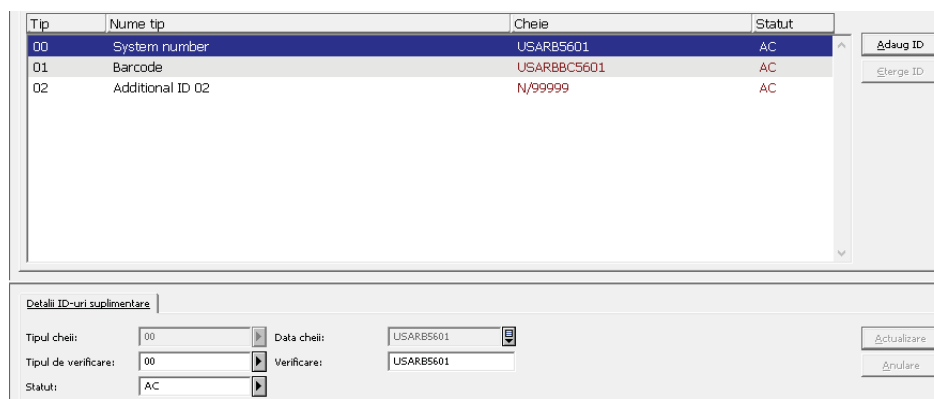 Tip Nume tip Cheie Statut
00 System number USARB5601 AC
Adaug ID
01 Barcode USARBBC5601 AC
Єterge ID
02 Additional ID 02 N/99999 AC
Detalii ID-uri suplimentare
Tipul cheii: 00 Data cheii: USARB5601
Actualizare
Tipul de verificare: 00 Verificare: USARB5601
Anulare
Statut: AC